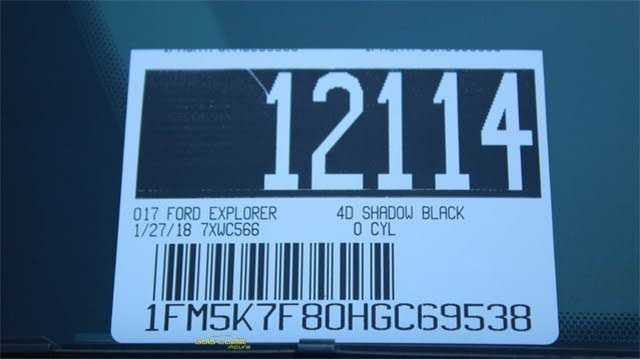 12114
017 FORD EXPLORER 4D SHADOW BLACK
1/27/18 7XWC566 0 CYL
1FM5K7F80HGC69538